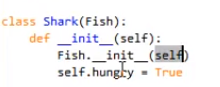 class Shark(Fish):
    def __init__(self):
        Fish.__init__(self)
        self.hungry = True